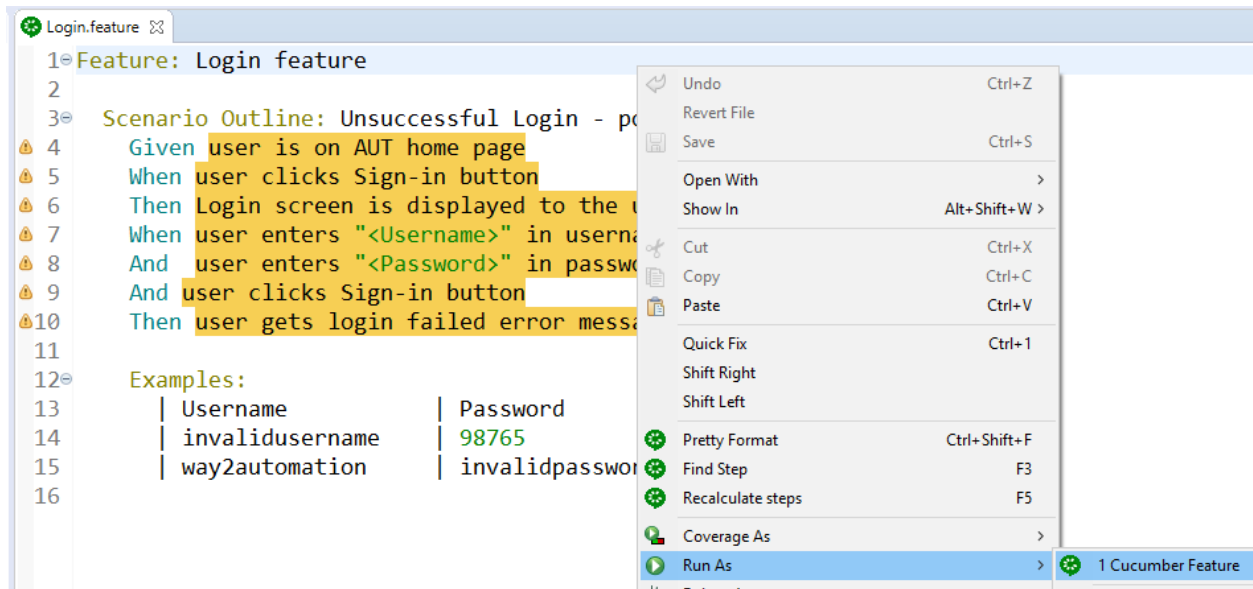 Login.feature
1 Feature: Login feature
2
3 Scenario Outline: Unsuccessful Login -
4 Given user is on AUT home page
5 When user clicks Sign-in button
6 Then Login screen is displayed to the
7 When user enters "<Username>" in
8 And user enters "<Password>" in
9 And user clicks Sign-in button
10 Then user gets login failed error
11
12 Examples:
13 | Username | Password
14 | invalidusername | 98765
15 | way2automation |
16
Undo Ctrl+Z
Revert File
Save Ctrl+S
Open With >
Show In Alt+Shift+W >
Cut Ctrl+X
Copy Ctrl+C
Paste Ctrl+V
Quick Fix Ctrl+1
Shift Right
Shift Left
Pretty Format Ctrl+Shift+F
Find Step F3
Recalculate steps F5
Coverage As >
Run As >
1 Cucumber Feature